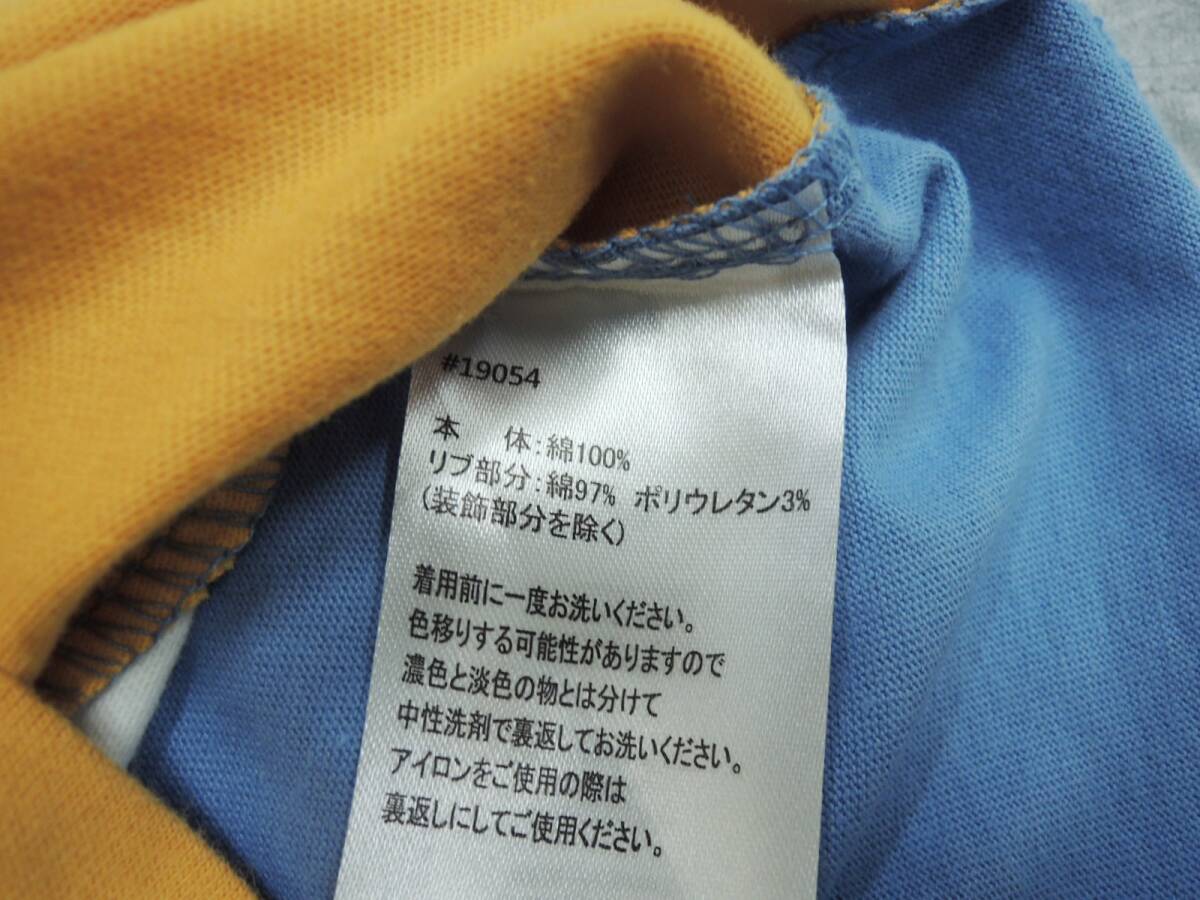 #19054
本　体：綿100%
リブ部分：綿97% ポリウレタン3%
(装飾部分を除く)
着用前に一度お洗いください。
色移りする可能性がありますので
濃色と淡色の物とは分けて
中性洗剤で裏返してお洗いください。
アイロンをご使用の際は
裏返しにしてご使用ください。